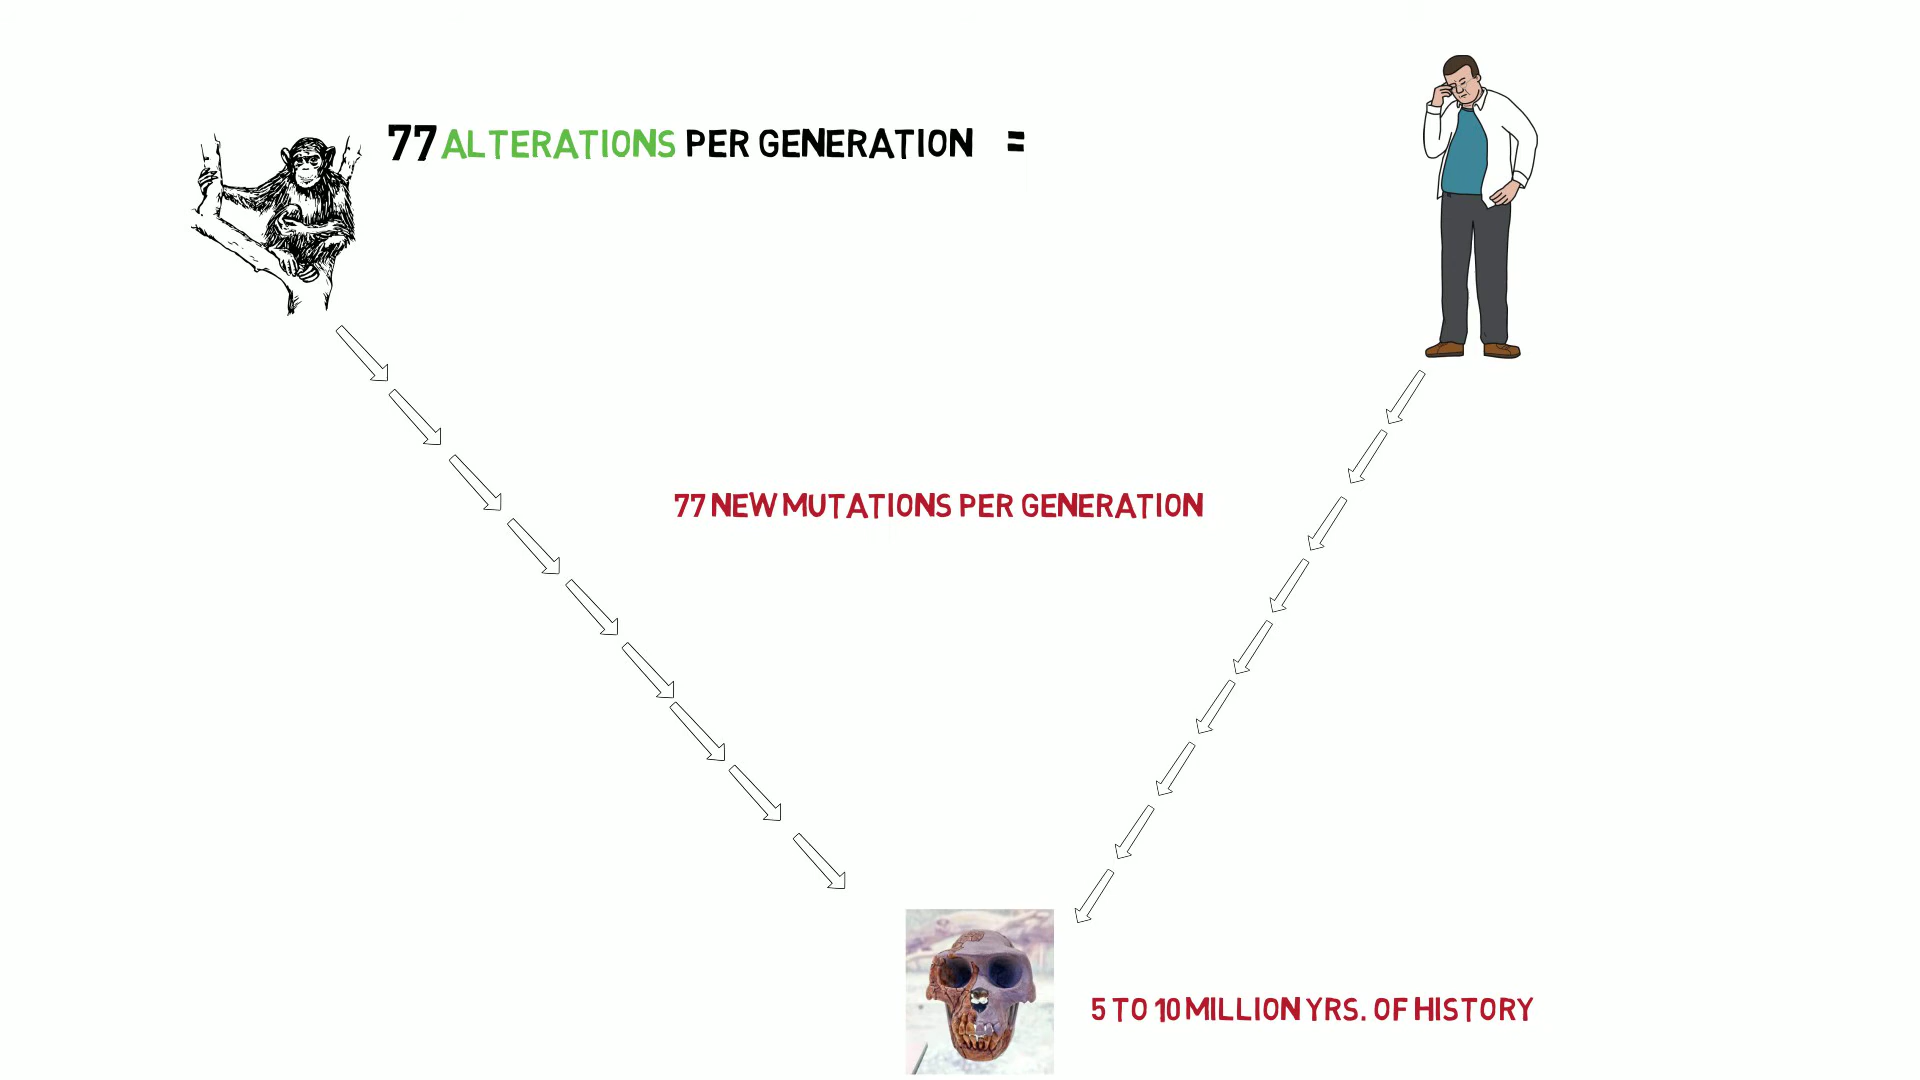 77 ALTERATIONS PER GENERATION =
77 NEW MUTATIONS PER GENERATION
5 TO 10 MILLION YRS. OF HISTORY